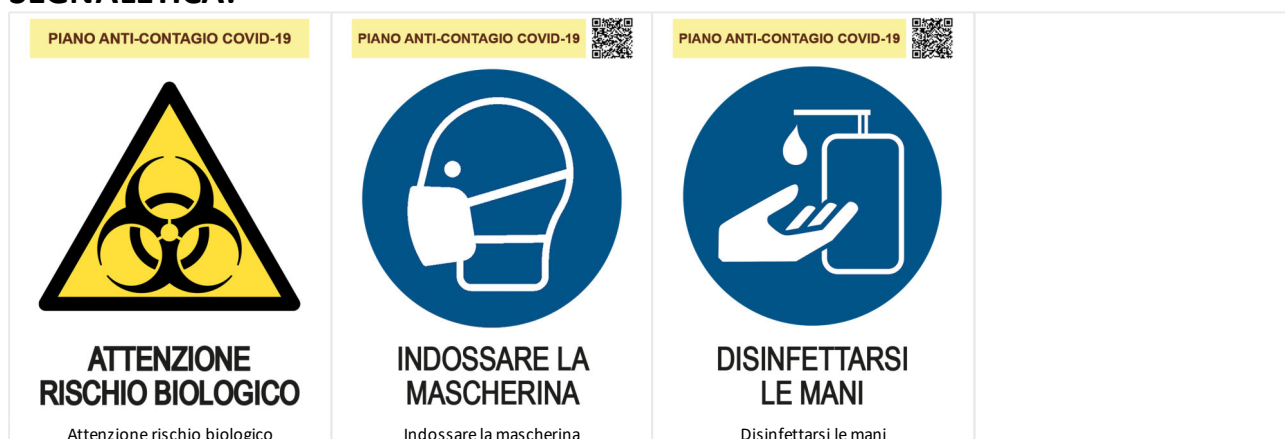 SEGNALETICA:
PIANO ANTI-CONTAGIO COVID-19
ATTENZIONE
RISCHIO BIOLOGICO
Attenzione rischio biologico
PIANO ANTI-CONTAGIO COVID-19
INDOSSARE LA
MASCHERINA
Indossare la mascherina
PIANO ANTI-CONTAGIO COVID-19
DISINFETTARSI
LE MANI
Disinfettarsi le mani